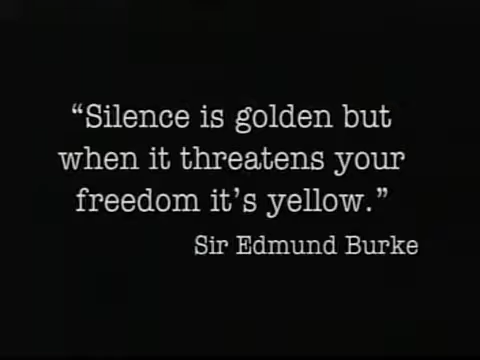 “Silence is golden but
when it threatens your
freedom it’s yellow.”
Sir Edmund Burke